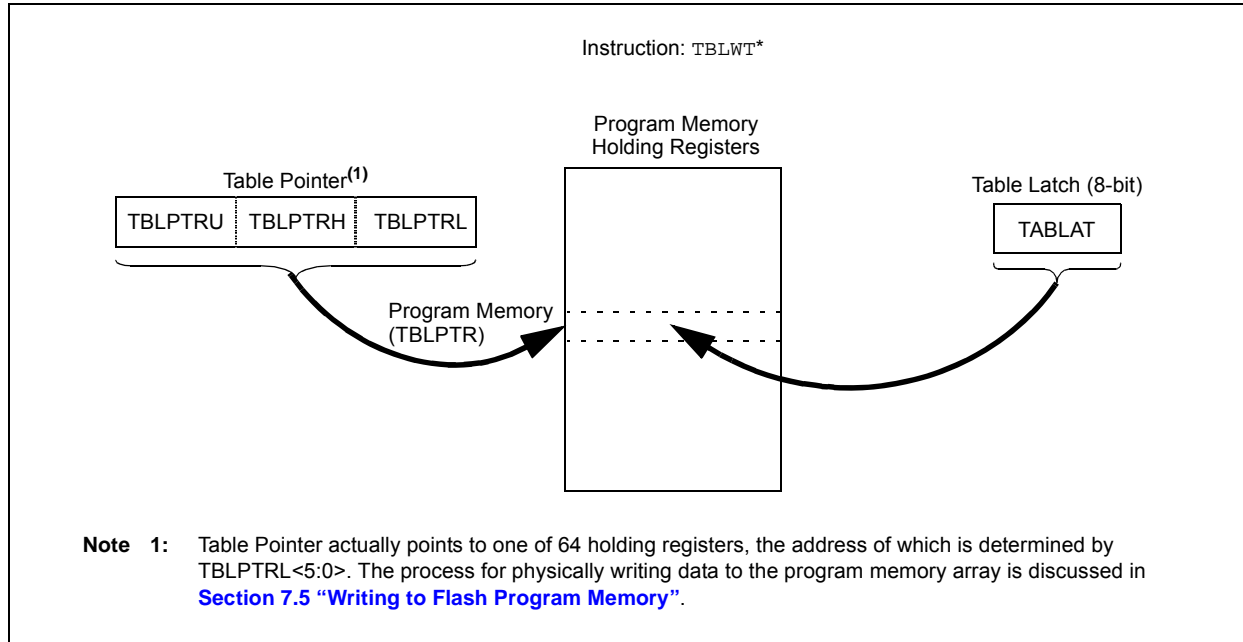 Instruction: TBLWT*
Program Memory
Holding Registers
Table Pointer(1)
Table Latch (8-bit)
TBLPTRU TBLPTRH TBLPTRL
TABLAT
Program Memory
(TBLPTR)
Note 1: Table Pointer actually points to one of 64 holding registers, the address of which is determined by
TBLPTRL<5:0>. The process for physically writing data to the program memory array is discussed in
Section 7.5 “Writing to Flash Program Memory”.